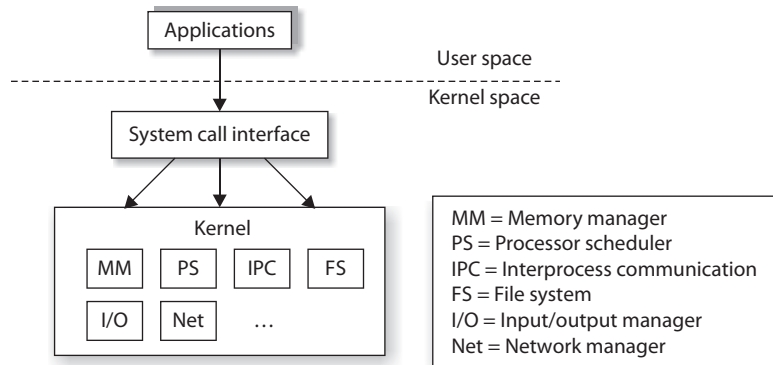 Applications
User space
Kernel space
System call interface
Kernel
MM PS IPC FS
I/O Net …
MM = Memory manager
PS = Processor scheduler
IPC = Interprocess communication
FS = File system
I/O = Input/output manager
Net = Network manager